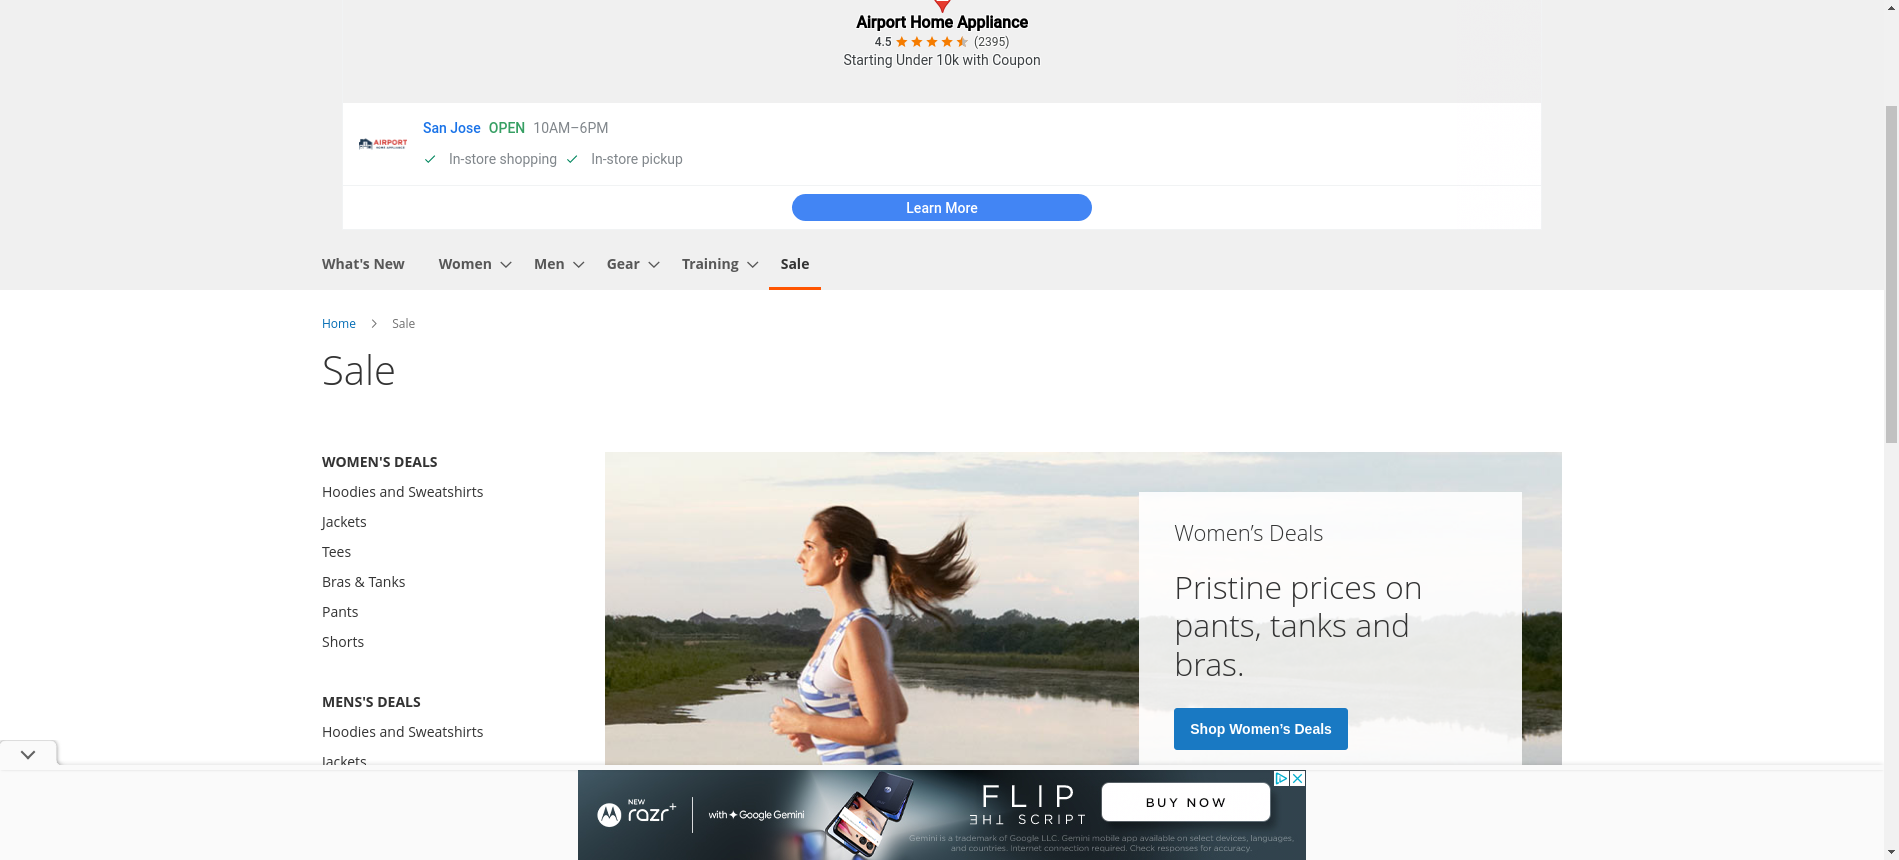 Airport Home Appliance
4.5 (2395)
Starting Under 10k with Coupon
San Jose OPEN 10AM–6PM
AIRPORT
HOME APPLIANCE
In-store shopping In-store pickup
Learn More
What's New Women Men Gear Training Sale
Home Sale
Sale
WOMEN'S DEALS
Hoodies and Sweatshirts
Jackets
Tees
Bras & Tanks
Pants
Shorts
MENS'S DEALS
Hoodies and Sweatshirts
Jackets
Women’s Deals
Pristine prices on
pants, tanks and
bras.
Shop Women’s Deals
NEW
razr+
with Google Gemini
FLIP
THE SCRIPT
BUY NOW
Gemini is a trademark of Google LLC. Gemini mobile app available on select devices, languages,
and countries. Internet connection required. Check responses for accuracy.